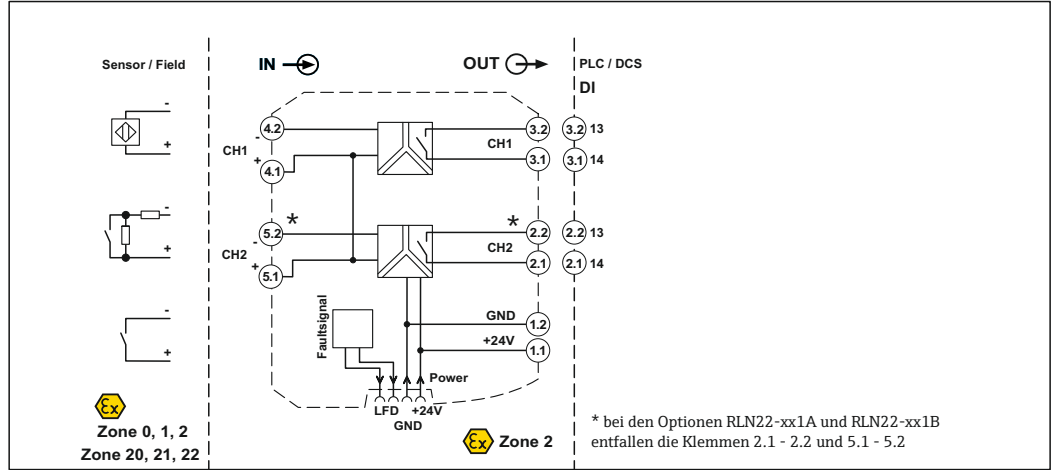 Sensor / Field
IN
OUT
PLC / DCS
DI
-
+
4.2
-
CH1
+
4.1
3.2
CH1
3.1
3.2 13
3.1 14
-
+
5.2
*
-
CH2
+
5.1
*
2.2
CH2
2.1
2.2 13
2.1 14
-
+
Faultsignal
GND
1.2
+24V
1.1
Power
LFD
+24V
GND
Ex
Zone 0, 1, 2
Zone 20, 21, 22
Ex Zone 2
* bei den Optionen RLN22-xx1A und RLN22-xx1B
entfallen die Klemmen 2.1 - 2.2 und 5.1 - 5.2